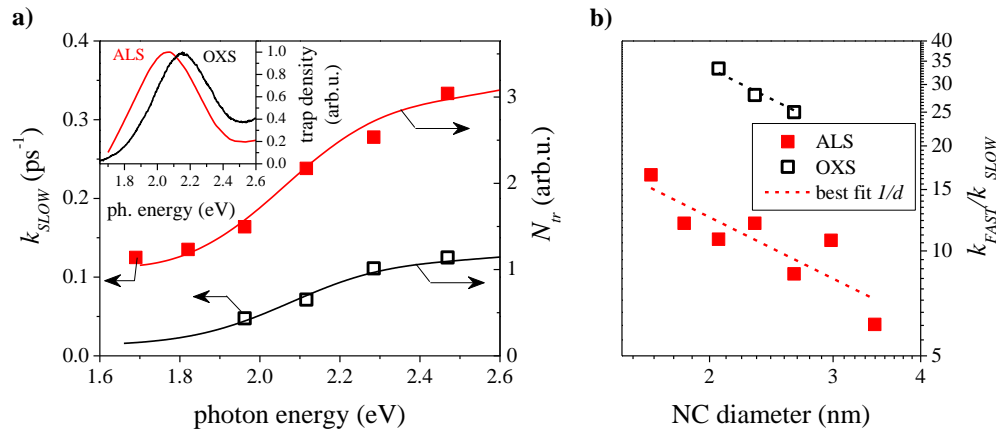 a)
b)
0.4
0.3
0.2
0.1
0.0
k_SLOW (ps⁻¹)
1.6 1.8 2.0 2.2 2.4 2.6
photon energy (eV)
3
2
1
0
N_tr (arb.u.)
ALS
OXS
1.0
0.8
0.6
0.4
0.2
0.0
trap density
(arb.u.)
1.8 2.0 2.2 2.4 2.6
ph. energy (eV)
40
35
30
25
20
15
10
5
k_FAST/k_SLOW
ALS
OXS
best fit 1/d
2 3 4
NC diameter (nm)